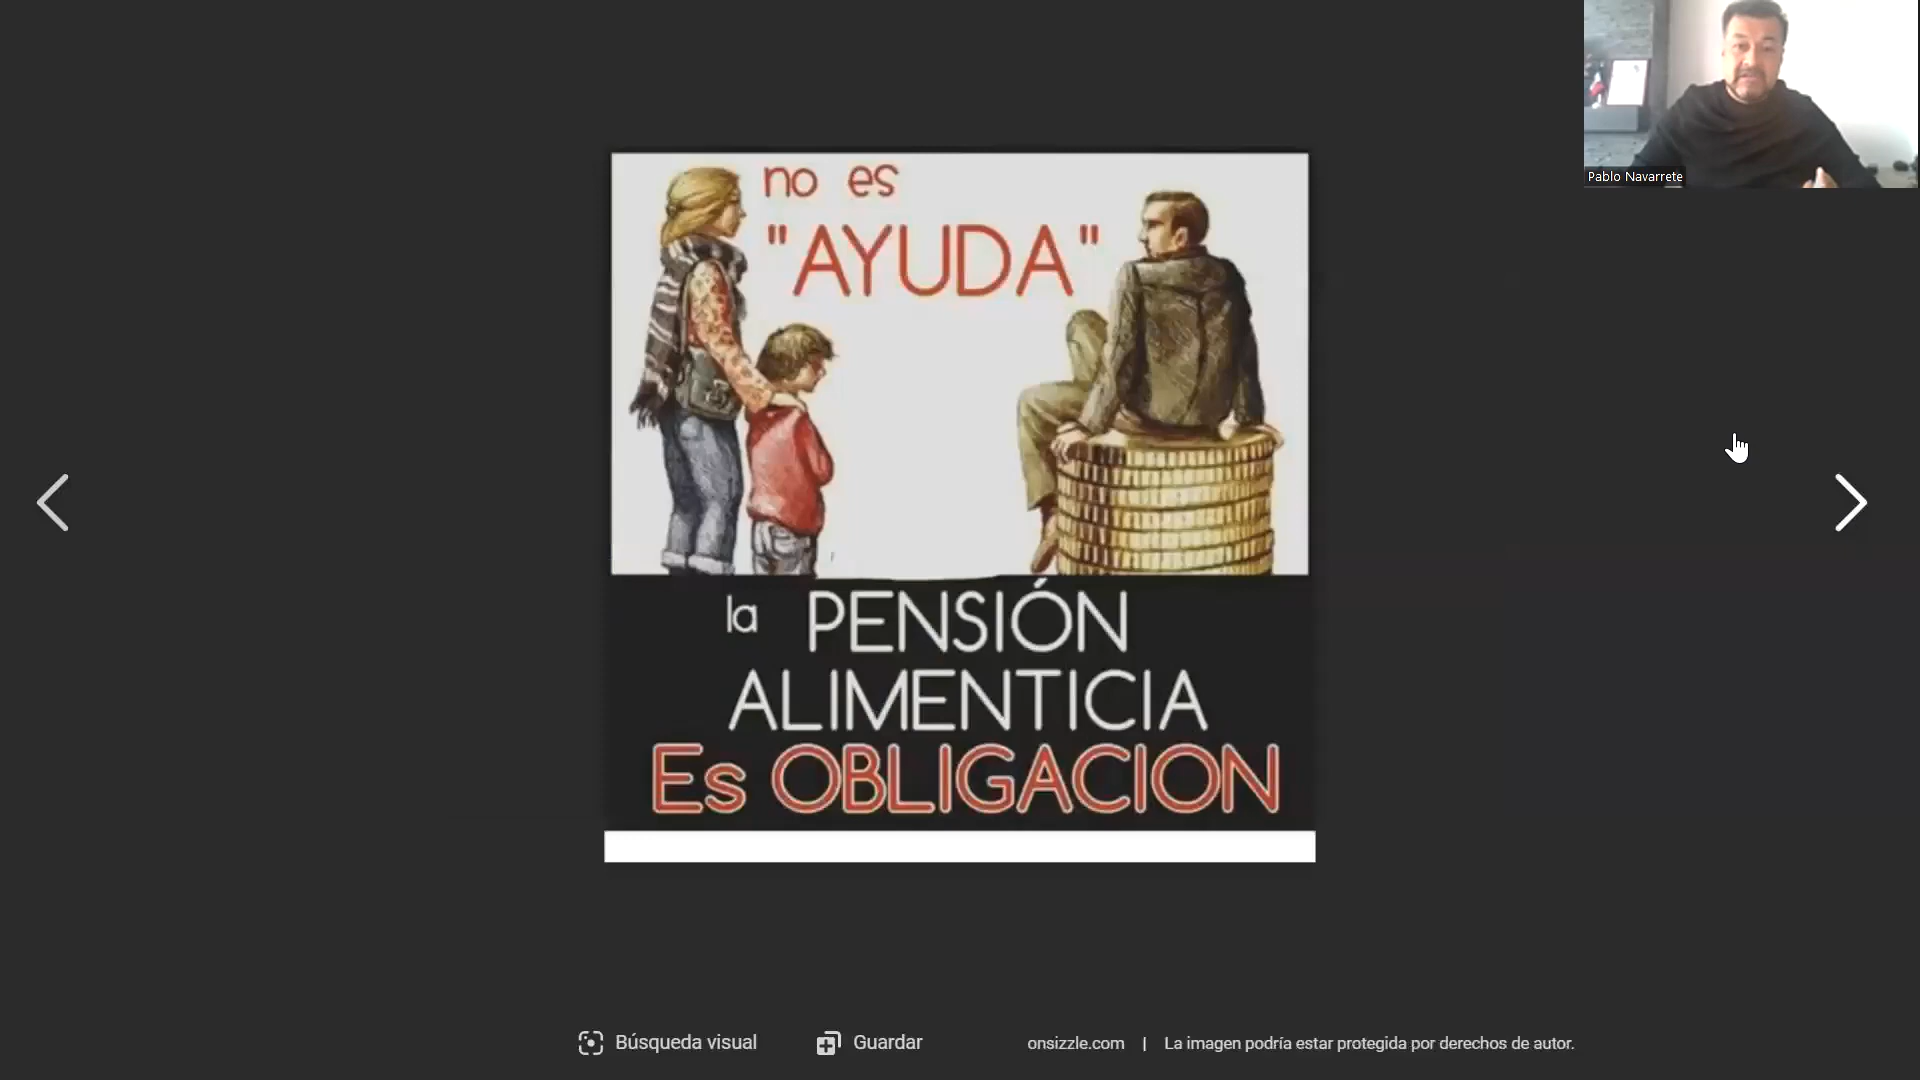 Pablo Navarrete
no es
"AYUDA"
la PENSIÓN
ALIMENTICIA
Es OBLIGACION
Búsqueda visual
Guardar
onsizzle.com | La imagen podría estar protegida por derechos de autor.